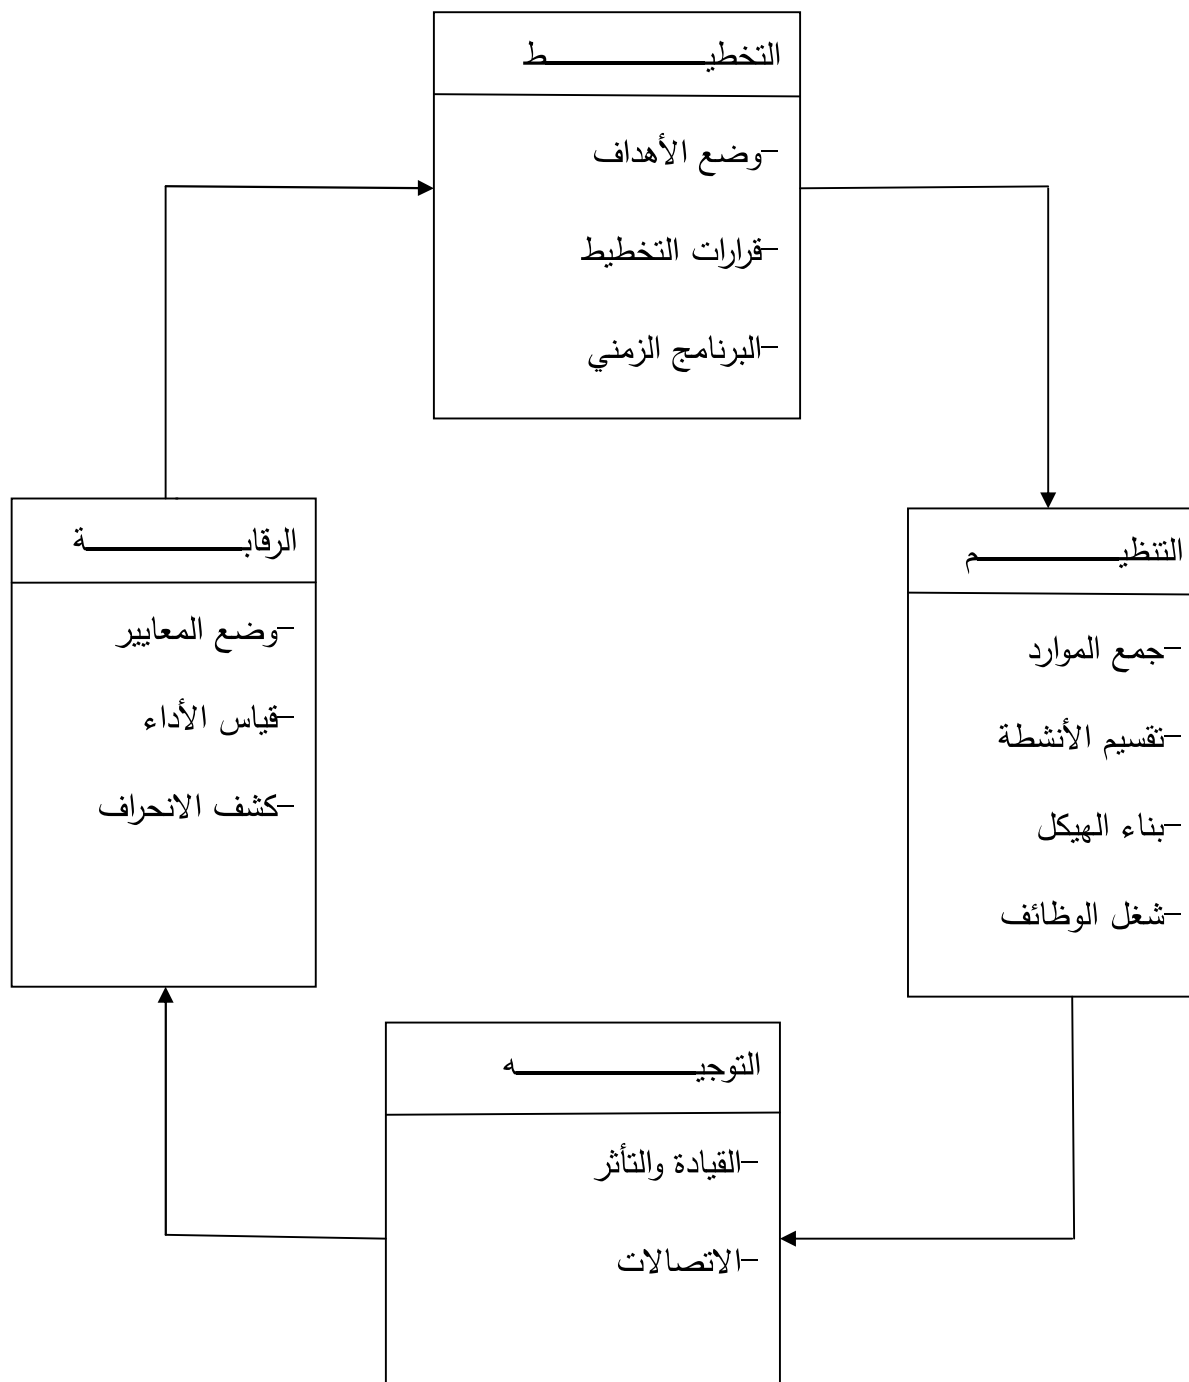 التخطيـــــــــــط
-وضع الأهداف
-قرارات التخطيط
-البرنامج الزمني
التنظيـــــــــــم
-جمع الموارد
-تقسيم الأنشطة
-بناء الهيكل
-شغل الوظائف
التوجيـــــــــــه
-القيادة والتأثر
-الاتصالات
الرقابـــــــــــة
-وضع المعايير
-قياس الأداء
-كشف الانحراف